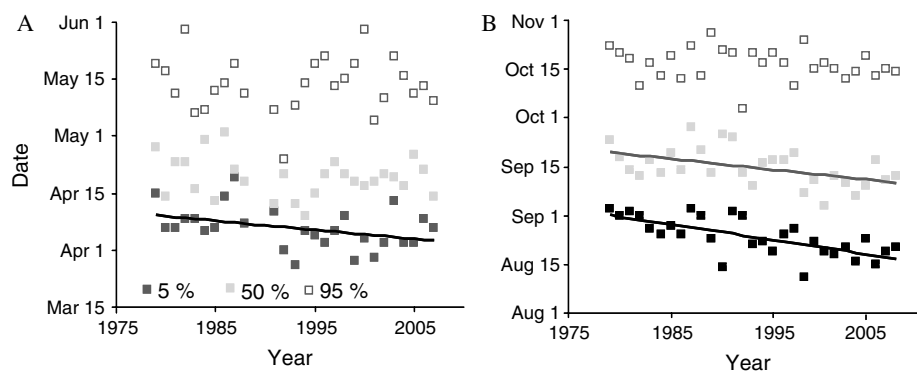 A
Jun 1
May 15
May 1
Apr 15
Apr 1
Mar 15
Date
5 %
50 %
95 %
1975
1985
1995
2005
Year
B
Nov 1
Oct 15
Oct 1
Sep 15
Sep 1
Aug 15
Aug 1
1975
1985
1995
2005
Year